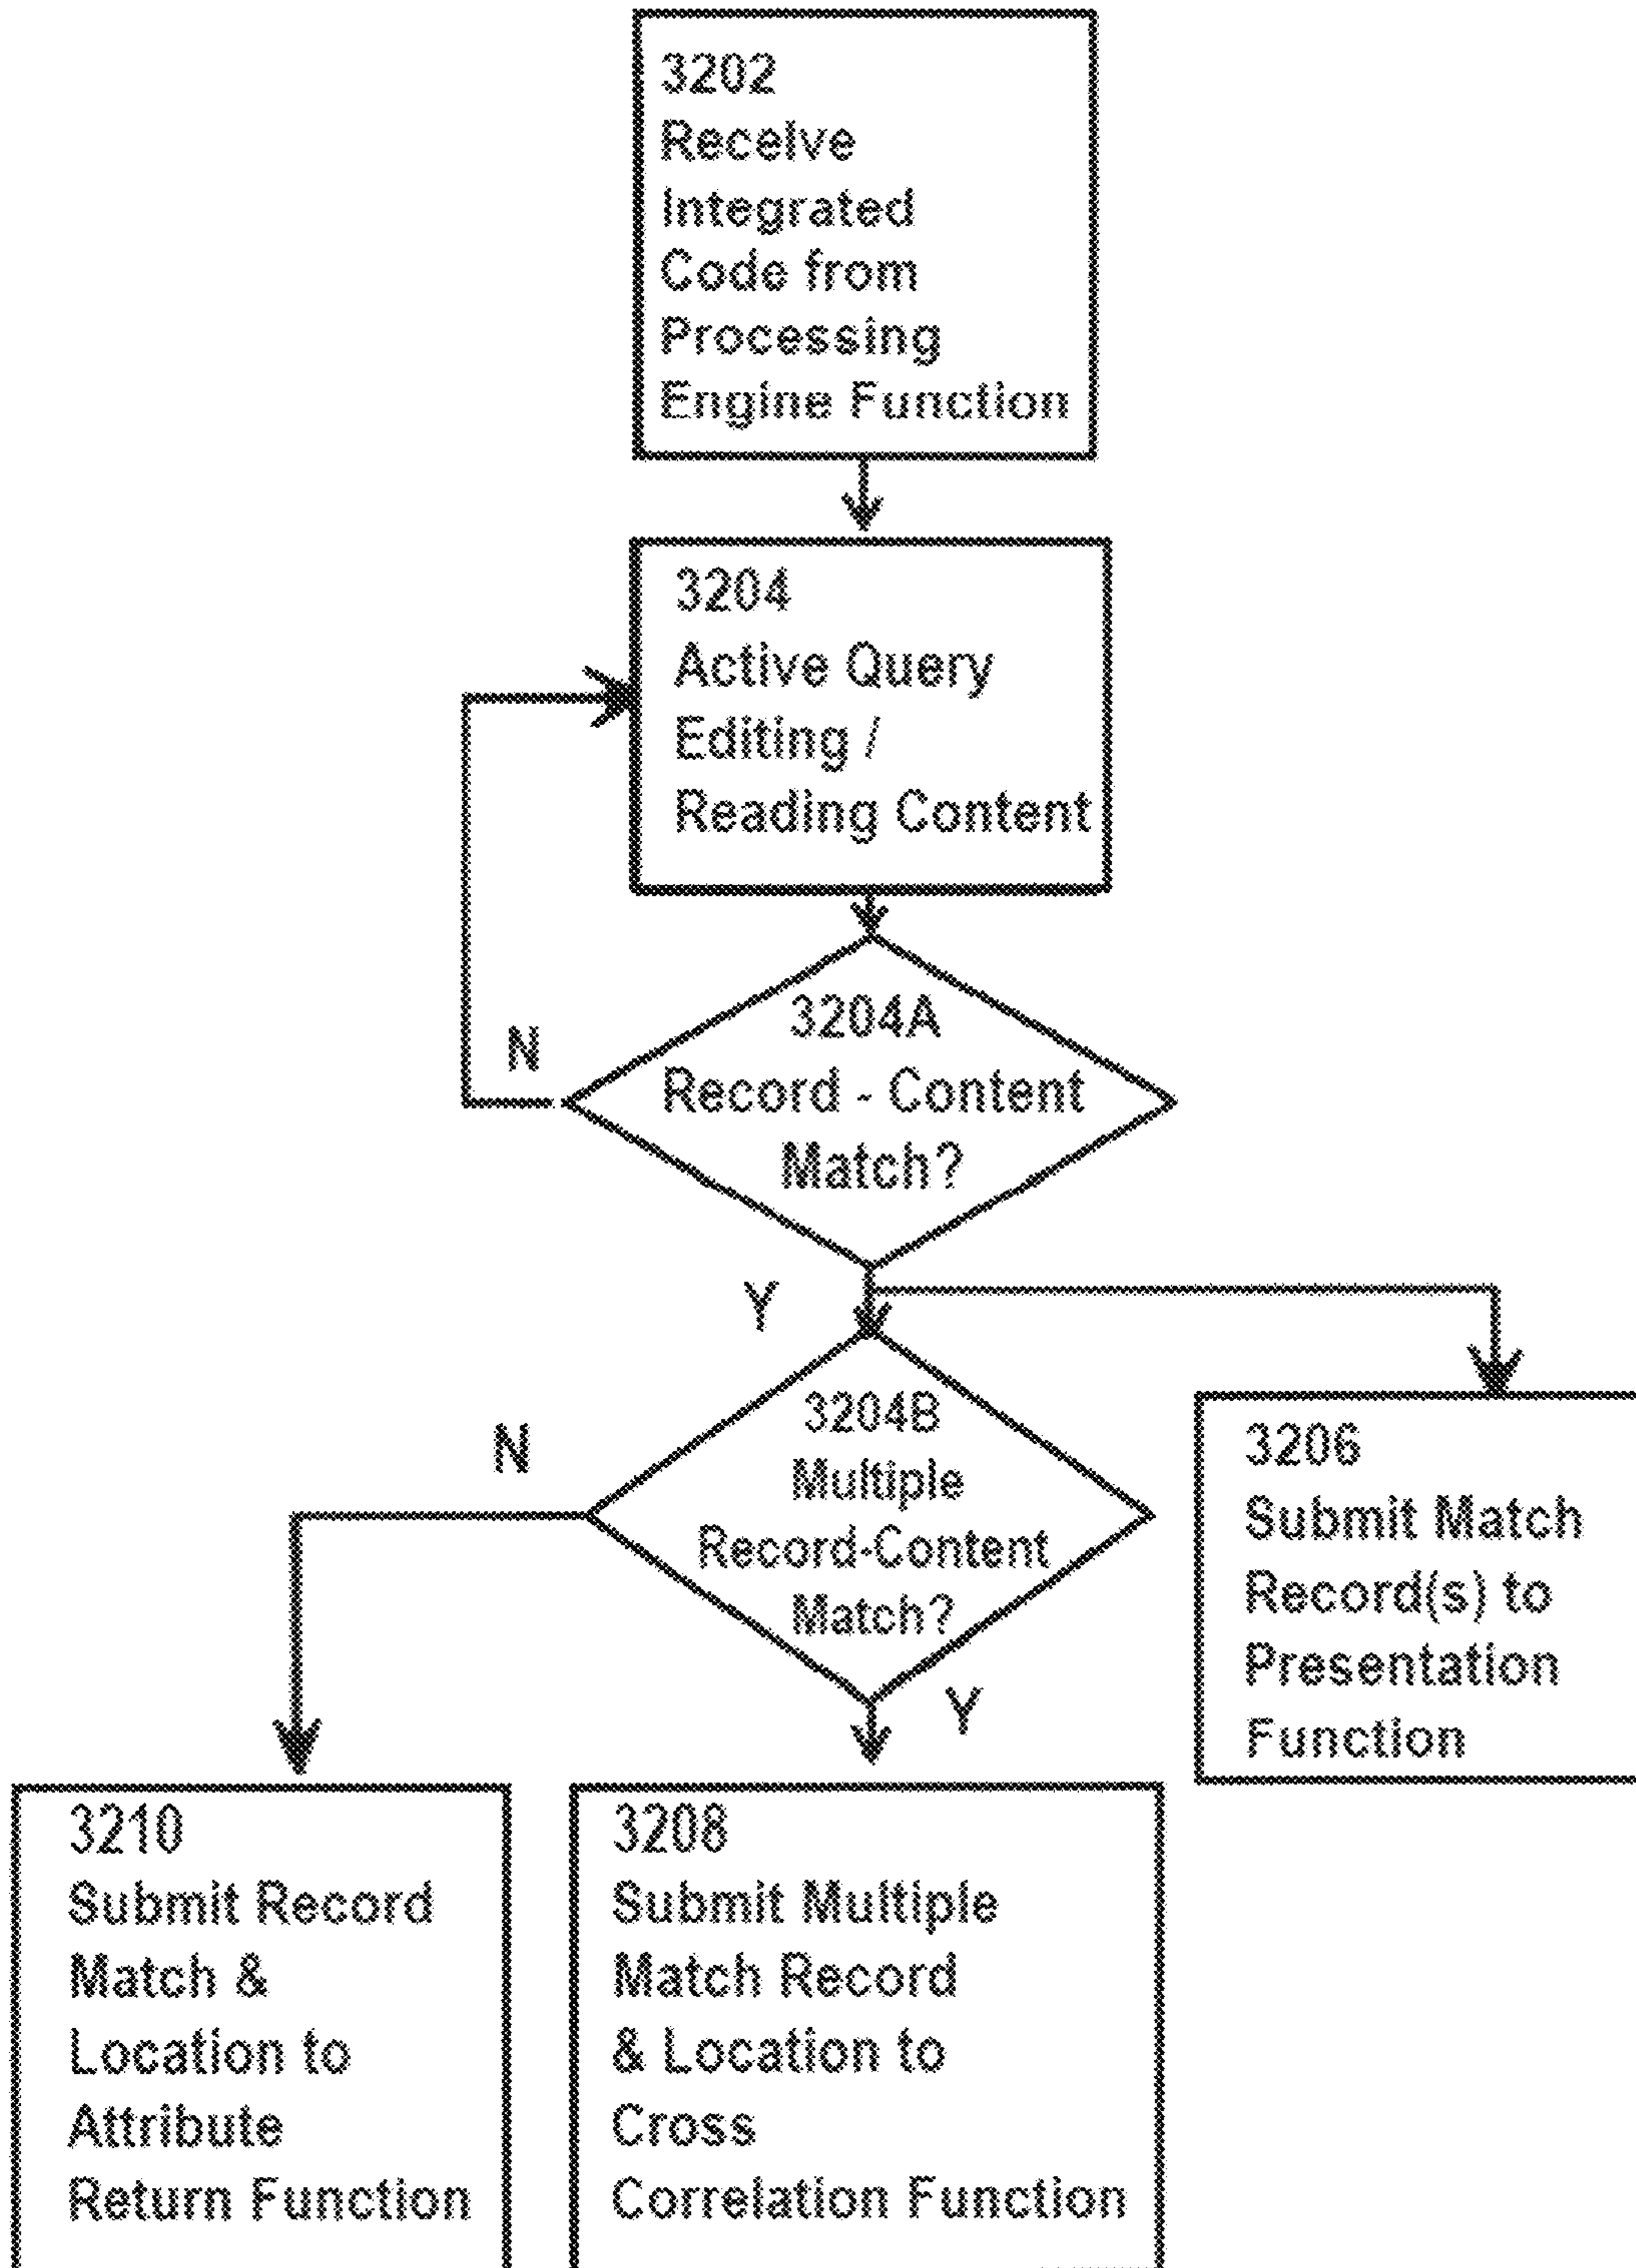 3202
Receive
Integrated
Code from
Processing
Engine Function
3204
Active Query
Editing /
Reading Content
3204A
Record - Content
Match?
N
Y
3204B
Multiple
Record-Content
Match?
N
Y
3206
Submit Match
Record(s) to
Presentation
Function
3210
Submit Record
Match &
Location to
Attribute
Return Function
3208
Submit Multiple
Match Record
& Location to
Cross
Correlation Function